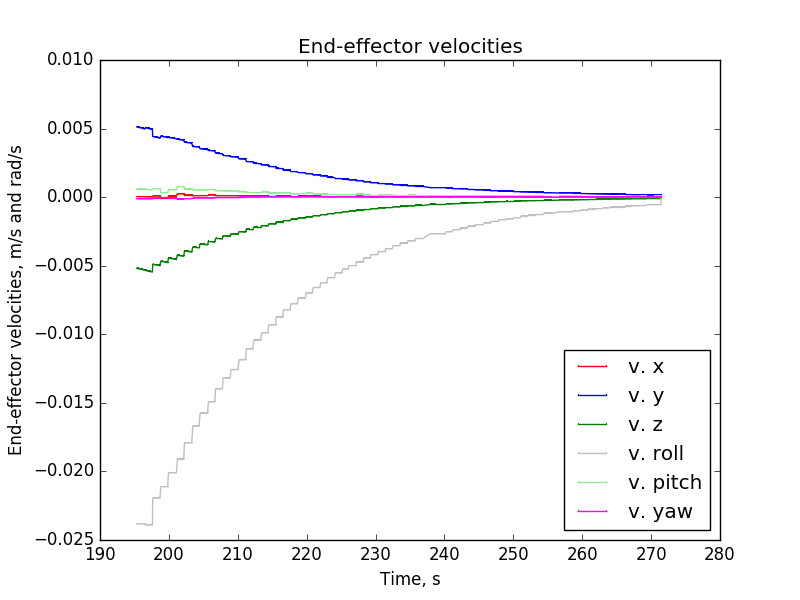 End-effector velocities
End-effector velocities, m/s and rad/s
0.010
0.005
0.000
−0.005
−0.010
−0.015
−0.020
−0.025
190 200 210 220 230 240 250 260 270 280
Time, s
v. x
v. y
v. z
v. roll
v. pitch
v. yaw